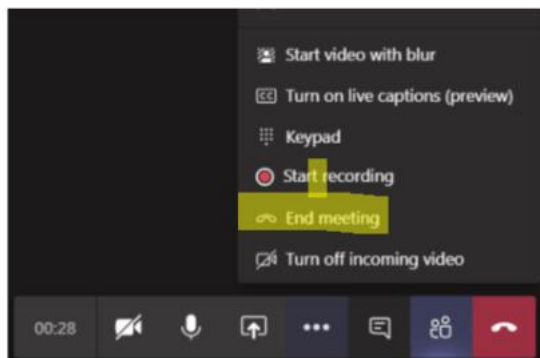 Start video with blur
CC Turn on live captions (preview)
Keypad
Start recording
End meeting
Turn off incoming video
00:28